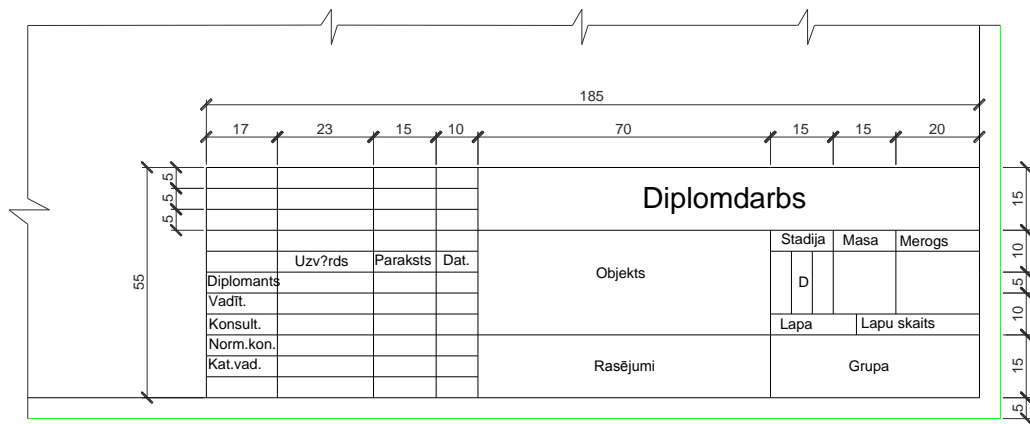 185
17 23 15 10 70 15 15 20
5
5
5
55
Diplomdarbs
15
Stadija Masa Merogs
Uzv?rds Paraksts Dat.
Objekts
10
Diplomants
D
5
Vadīt.
Konsult.
Lapa Lapu skaits
10
Norm.kon.
Kat.vad.
Rasējumi
Grupa
15
5